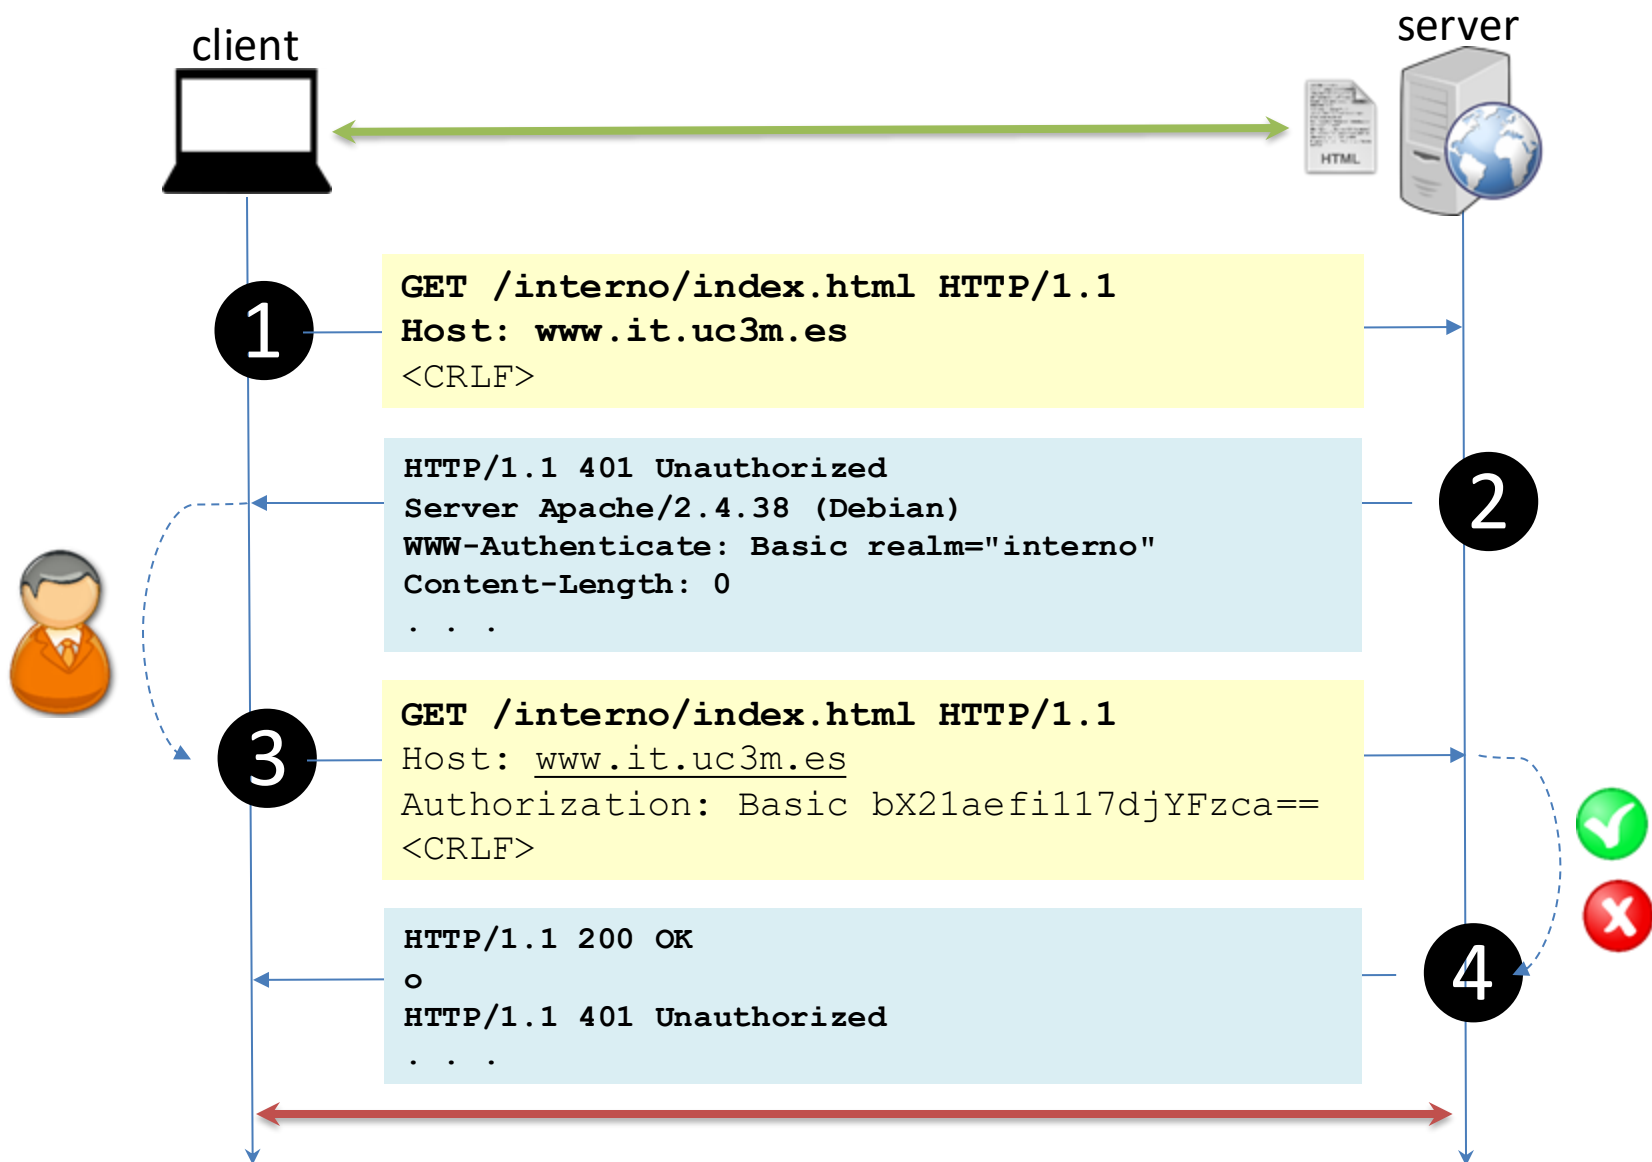 client
server
HTML
1
GET /interno/index.html HTTP/1.1
Host: www.it.uc3m.es
<CRLF>
2
HTTP/1.1 401 Unauthorized
Server Apache/2.4.38 (Debian)
WWW-Authenticate: Basic realm="interno"
Content-Length: 0
. . .
3
GET /interno/index.html HTTP/1.1
Host: www.it.uc3m.es
Authorization: Basic bX21aefi117djYFzca==
<CRLF>
4
HTTP/1.1 200 OK
o
HTTP/1.1 401 Unauthorized
. . .